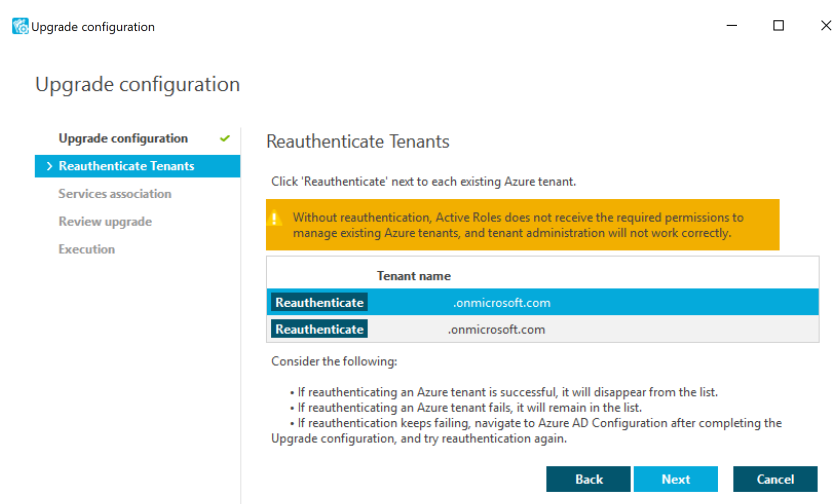 Upgrade configuration
Upgrade configuration
Upgrade configuration
Reauthenticate Tenants
Services association
Review upgrade
Execution
Reauthenticate Tenants
Click 'Reauthenticate' next to each existing Azure tenant.
Without reauthentication, Active Roles does not receive the required permissions to
manage existing Azure tenants, and tenant administration will not work correctly.
Tenant name
Reauthenticate .onmicrosoft.com
Reauthenticate .onmicrosoft.com
Consider the following:
• If reauthenticating an Azure tenant is successful, it will disappear from the list.
• If reauthenticating an Azure tenant fails, it will remain in the list.
• If reauthentication keeps failing, navigate to Azure AD Configuration after completing the
Upgrade configuration, and try reauthentication again.
Back Next Cancel